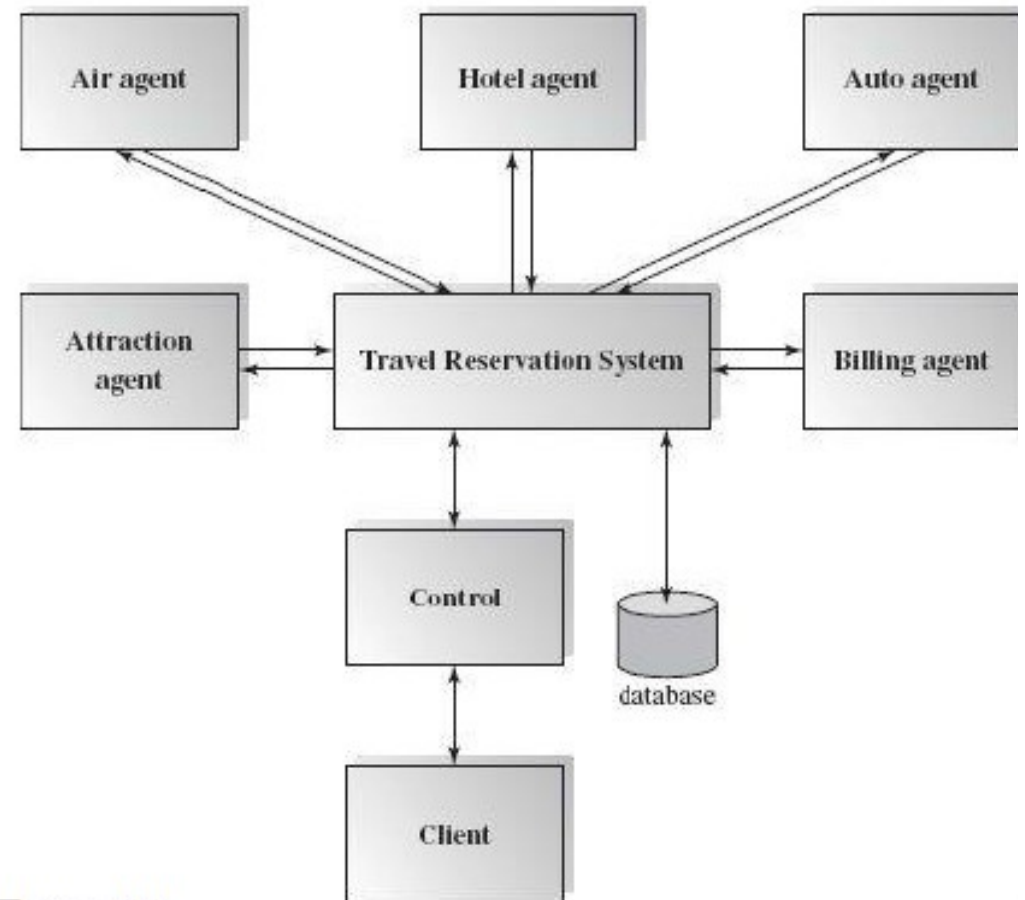 Air agent
Hotel agent
Auto agent
Attraction
agent
Travel Reservation System
Billing agent
Control
database
Client